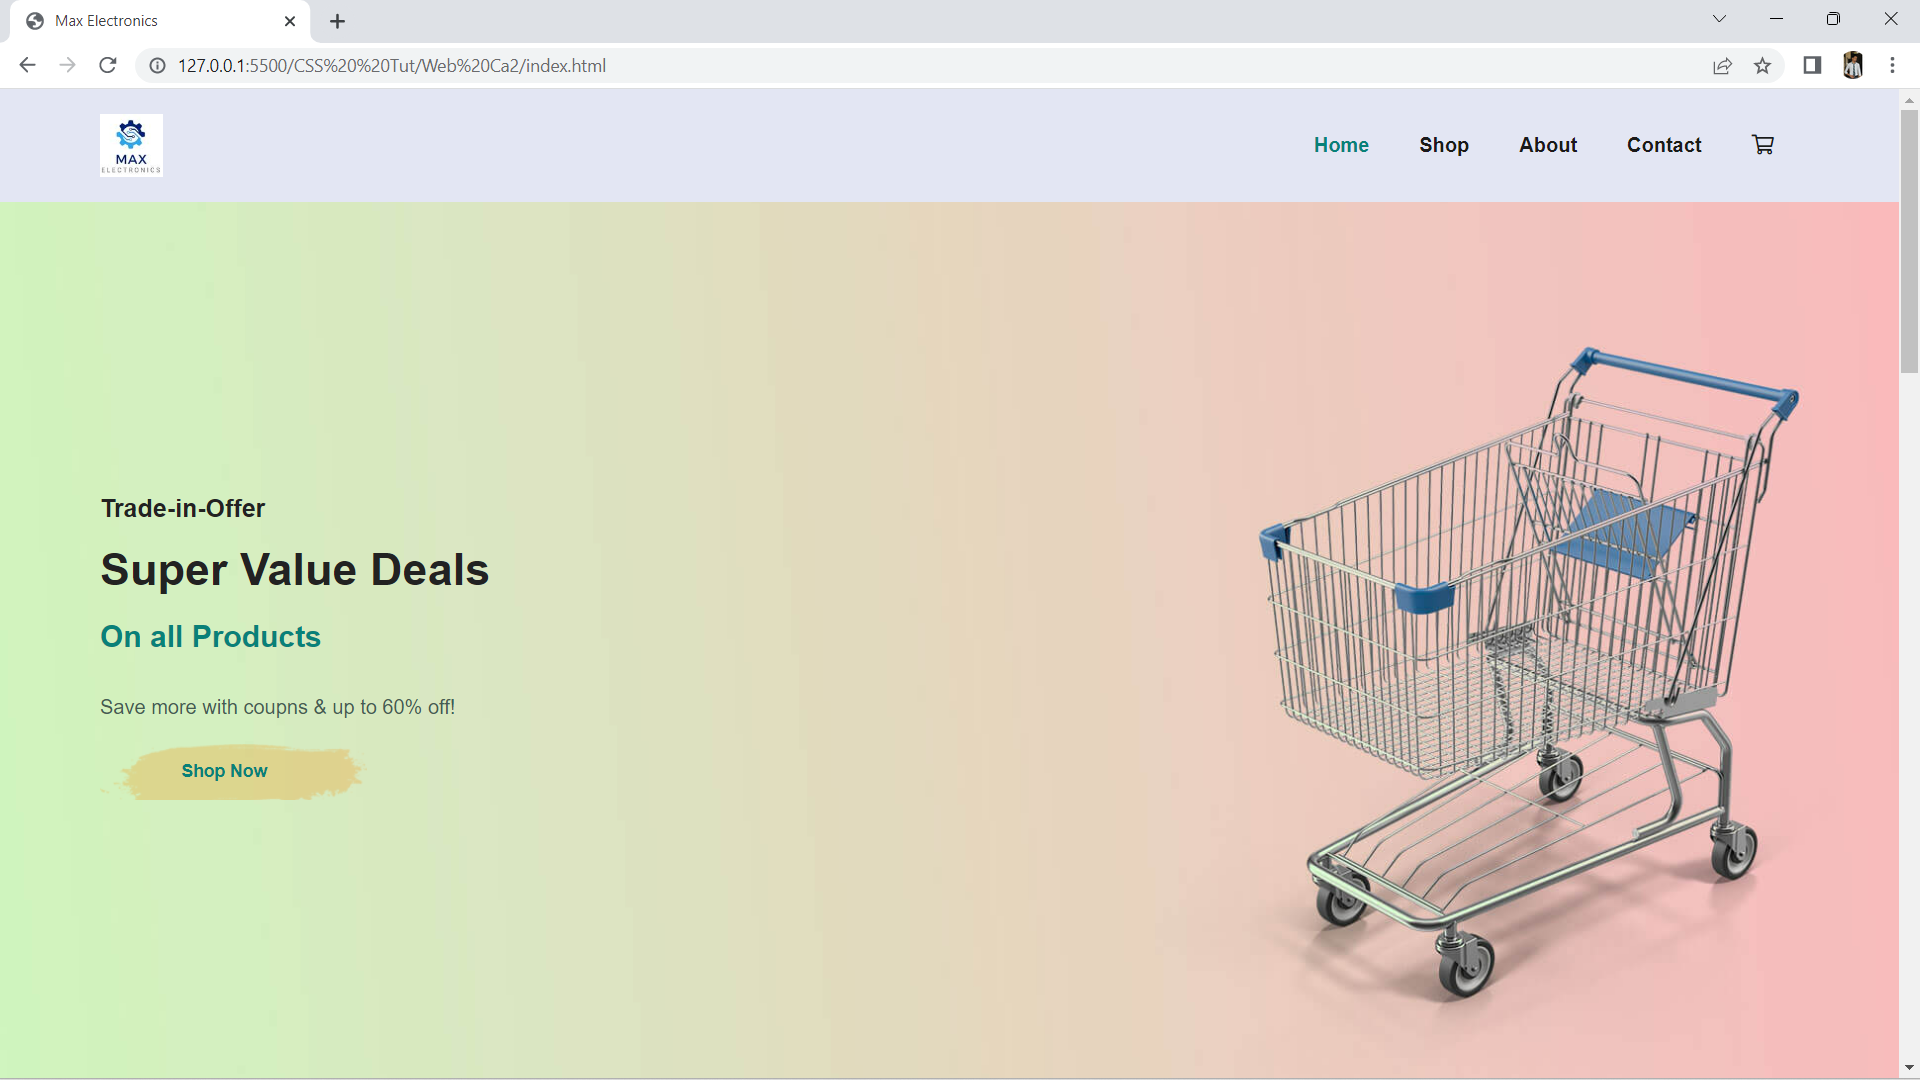 Max Electronics
127.0.0.1:5500/CSS%20%20Tut/Web%20Ca2/index.html
MAX
ELECTRONICS
Home Shop About Contact
Trade-in-Offer
Super Value Deals
On all Products
Save more with coupns & up to 60% off!
Shop Now